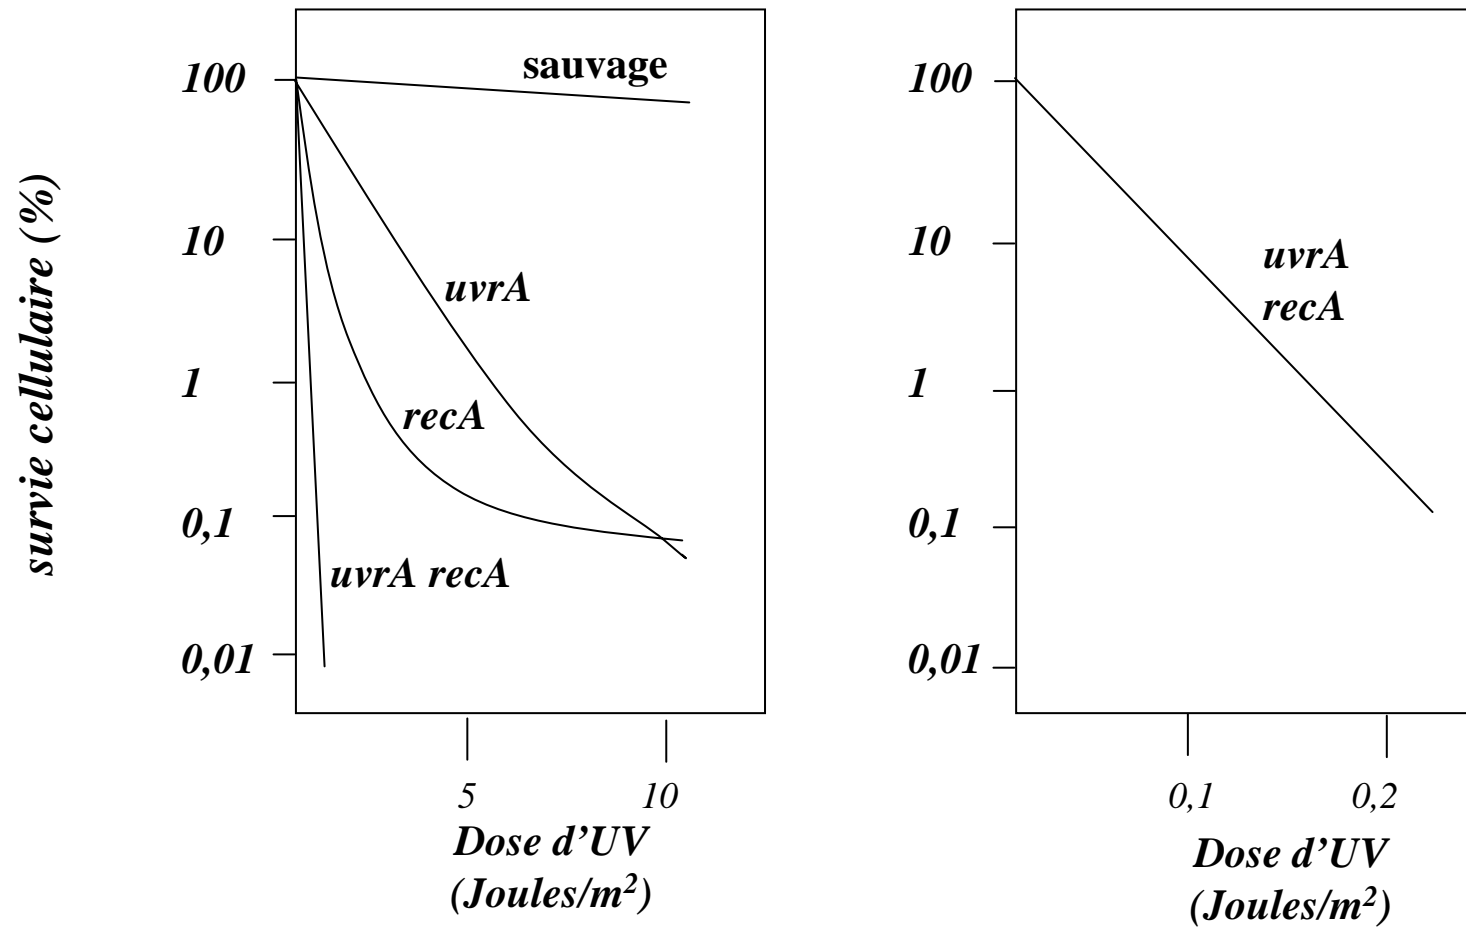 survie cellulaire (%)
100
10
1
0,1
0,01
sauvage
uvrA
recA
uvrA recA
5 10
Dose d’UV
(Joules/m²)
100
10
1
0,1
0,01
uvrA
recA
0,1 0,2
Dose d’UV
(Joules/m²)